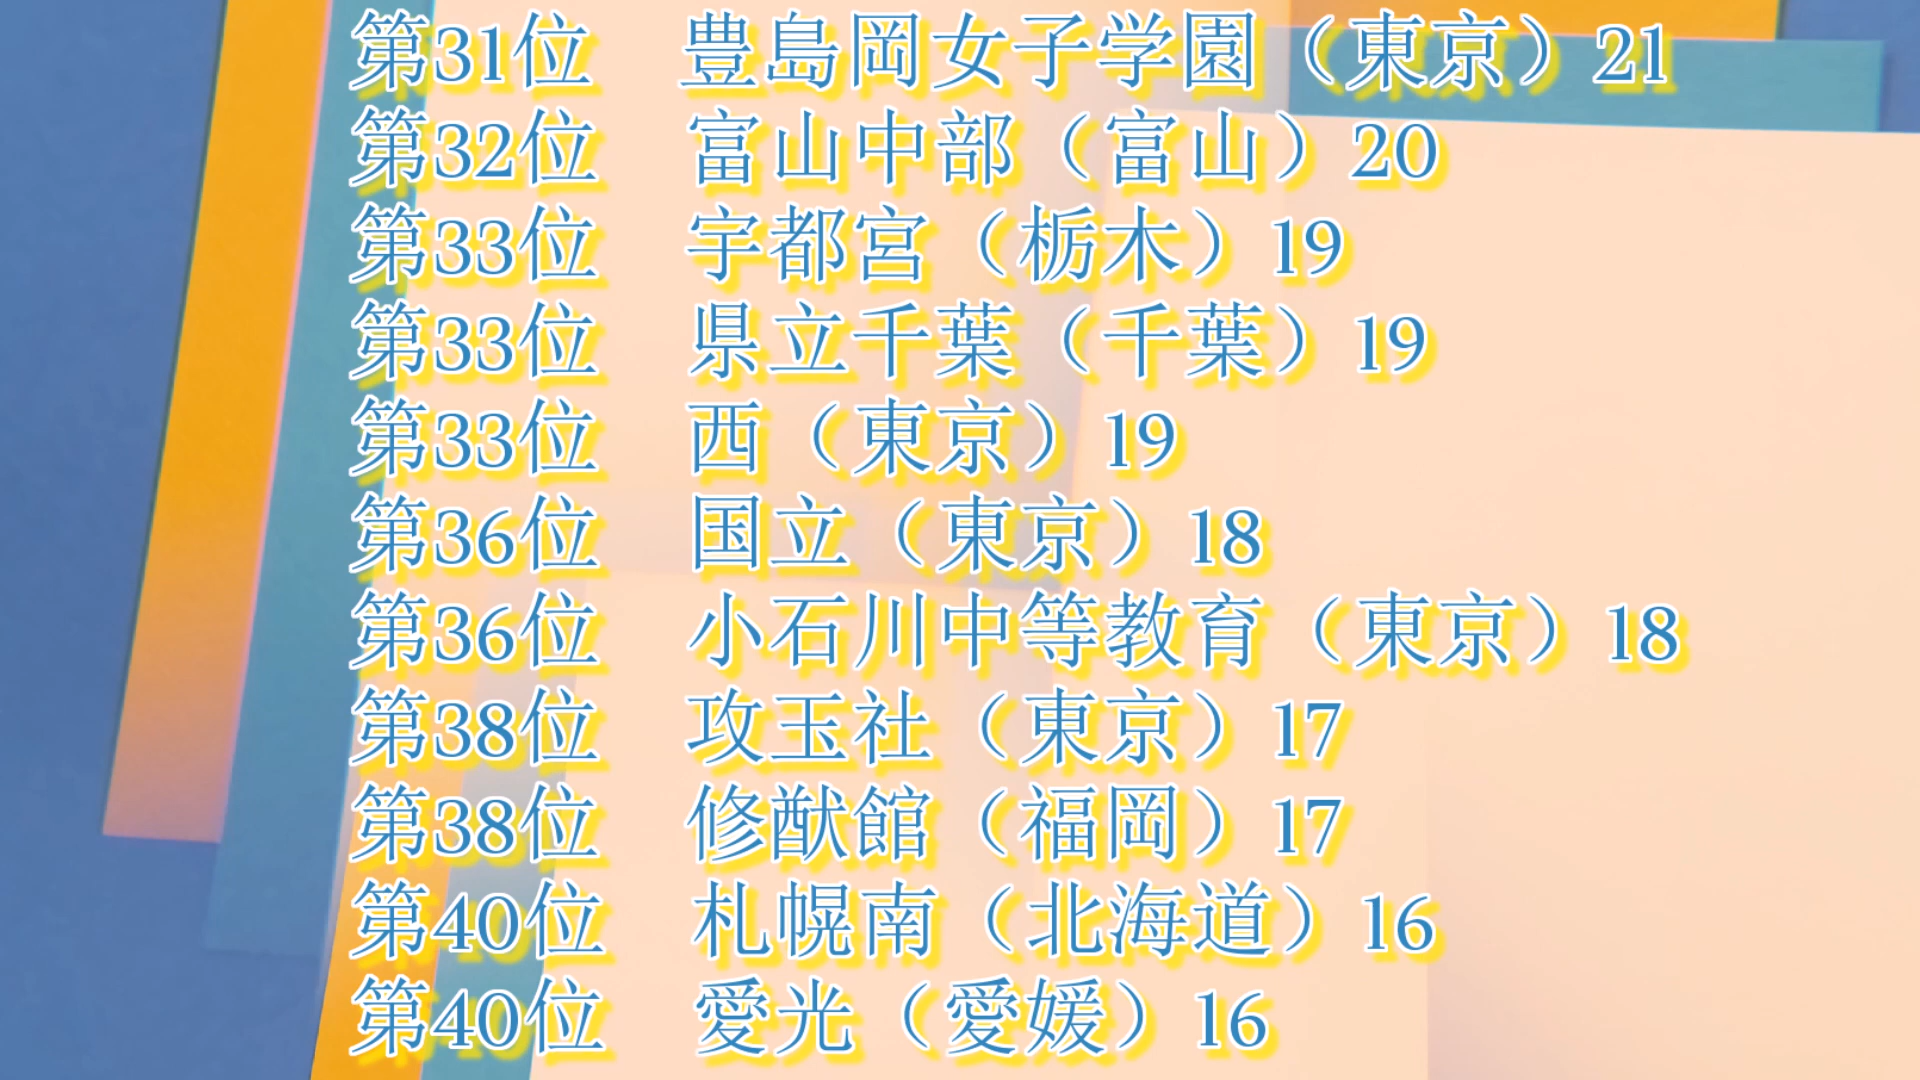 第31位　豊島岡女子学園（東京）21
第32位　富山中部（富山）20
第33位　宇都宮（栃木）19
第33位　県立千葉（千葉）19
第33位　西（東京）19
第36位　国立（東京）18
第36位　小石川中等教育（東京）18
第38位　攻玉社（東京）17
第38位　修猷館（福岡）17
第40位　札幌南（北海道）16
第40位　愛光（愛媛）16